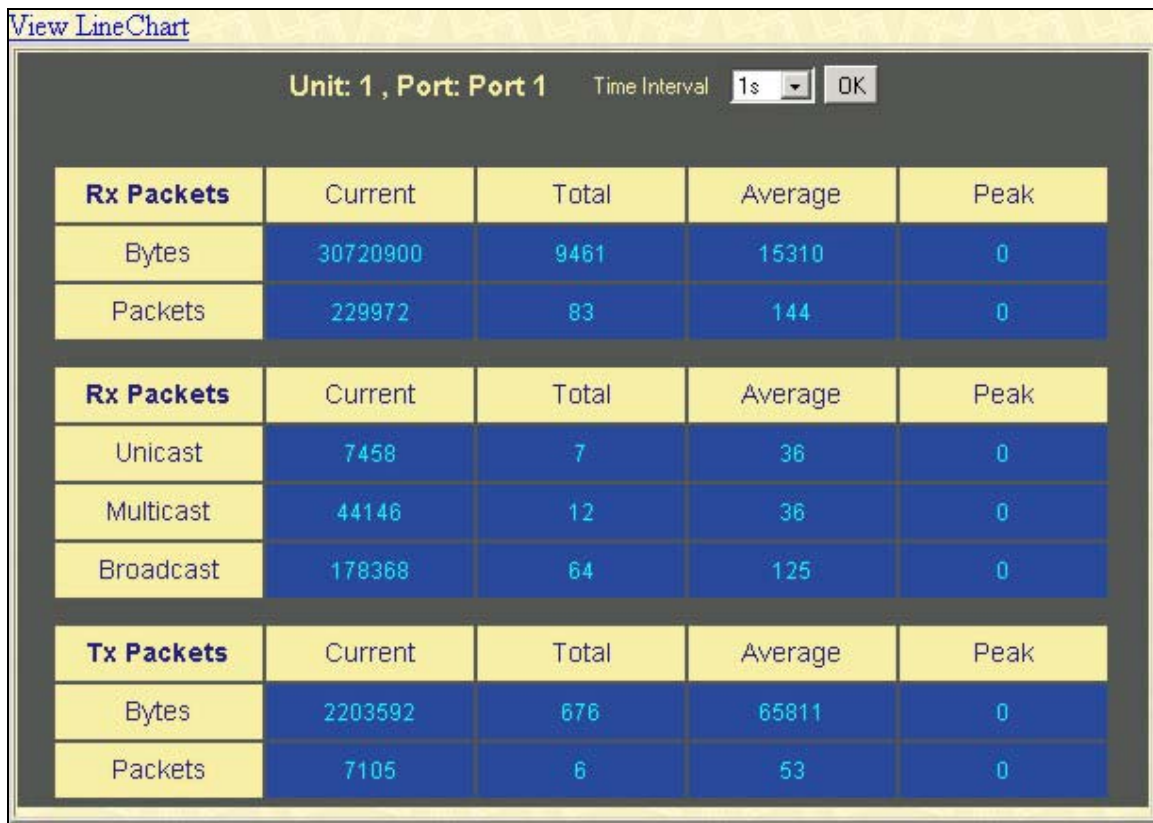 View LineChart
Unit: 1 , Port: Port 1 Time Interval 1s OK
Rx Packets Current Total Average Peak
Bytes 30720900 9461 15310 0
Packets 229972 83 144 0
Rx Packets Current Total Average Peak
Unicast 7458 7 36 0
Multicast 44146 12 36 0
Broadcast 178368 64 125 0
Tx Packets Current Total Average Peak
Bytes 2203592 676 65811 0
Packets 7105 6 53 0